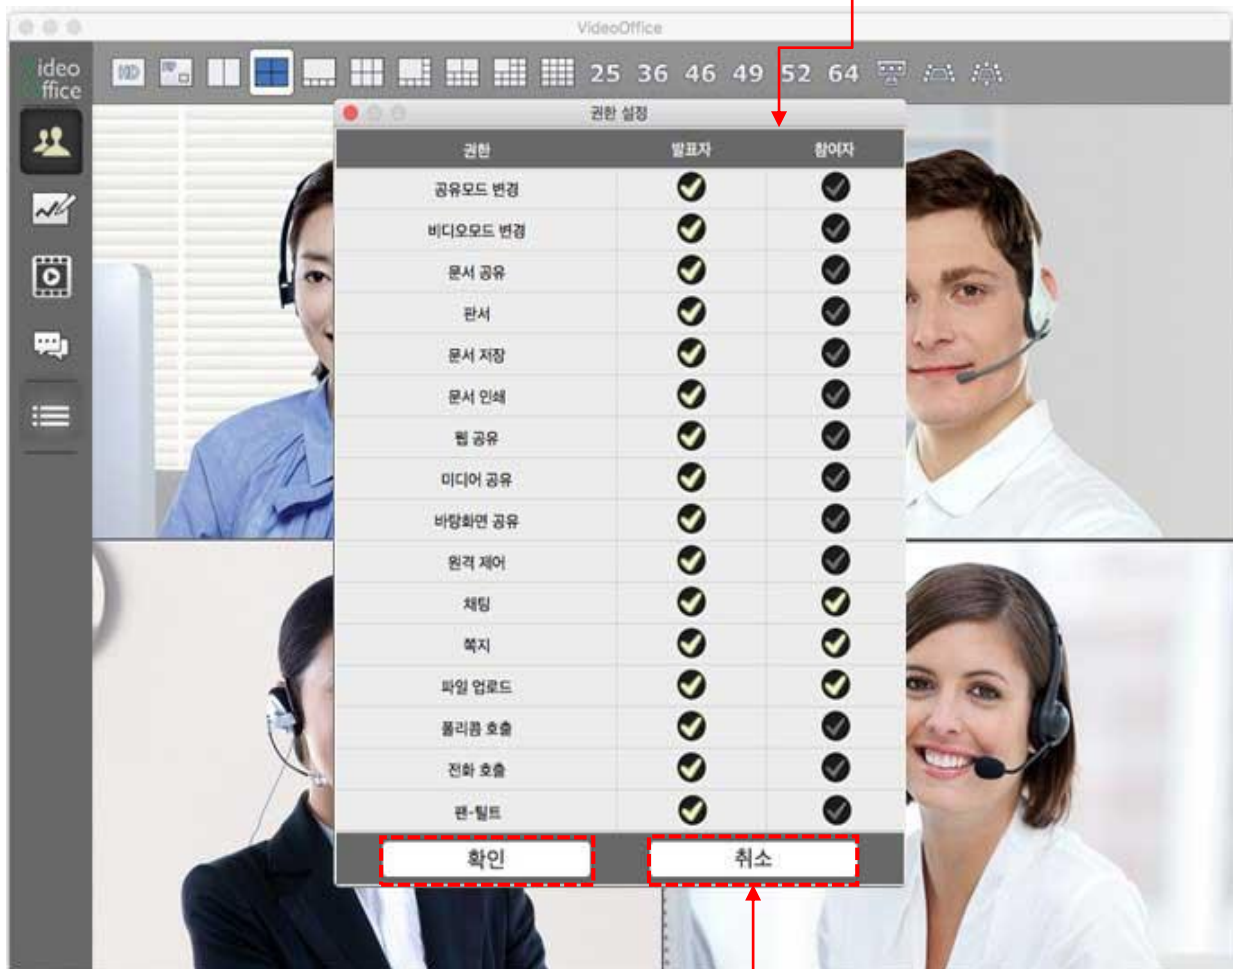 VideoOffice
ideo
ffice
25 36 46 49 52 64
권한 설정
권한 발표자 참여자
공유모드 변경
비디오모드 변경
문서 공유
판서
문서 저장
문서 인쇄
웹 공유
미디어 공유
바탕화면 공유
원격 제어
채팅
쪽지
파일 업로드
폴리콤 호출
전화 호출
팬-틸트
확인 취소